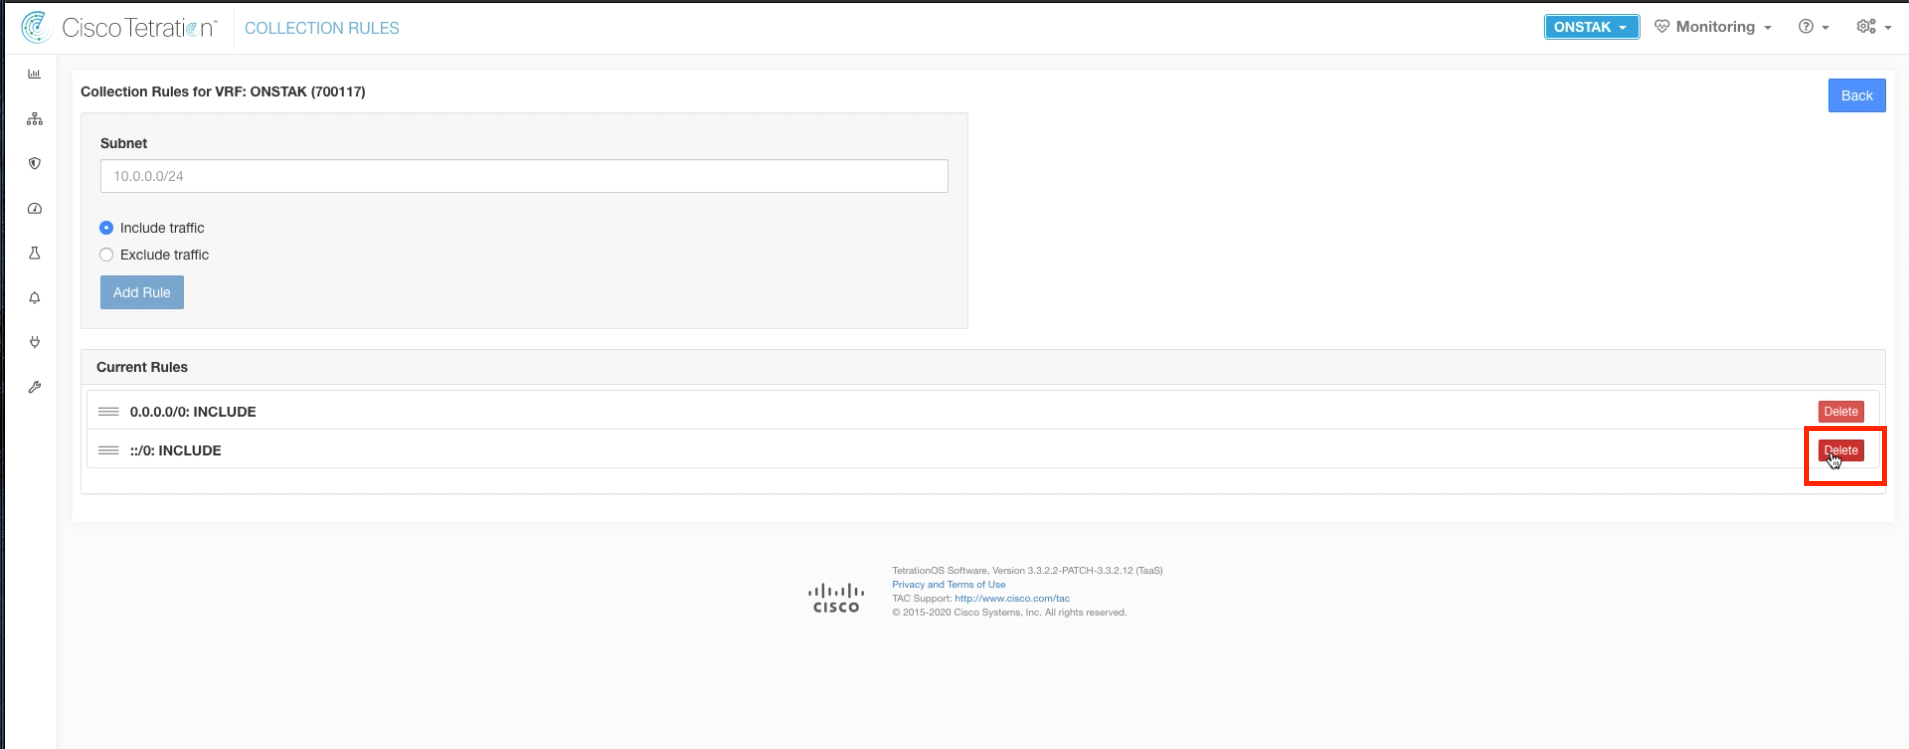 Cisco Tetration™ COLLECTION RULES ONSTAK Monitoring
Collection Rules for VRF: ONSTAK (700117)
Back
Subnet
10.0.0.0/24
Include traffic
Exclude traffic
Add Rule
Current Rules
0.0.0.0/0: INCLUDE Delete
::/0: INCLUDE Delete
TetrationOS Software, Version 3.3.2.2-PATCH-3.3.2.12 (TaaS)
Privacy and Terms of Use
TAC Support: http://www.cisco.com/tac
© 2015-2020 Cisco Systems, Inc. All rights reserved.
CISCO